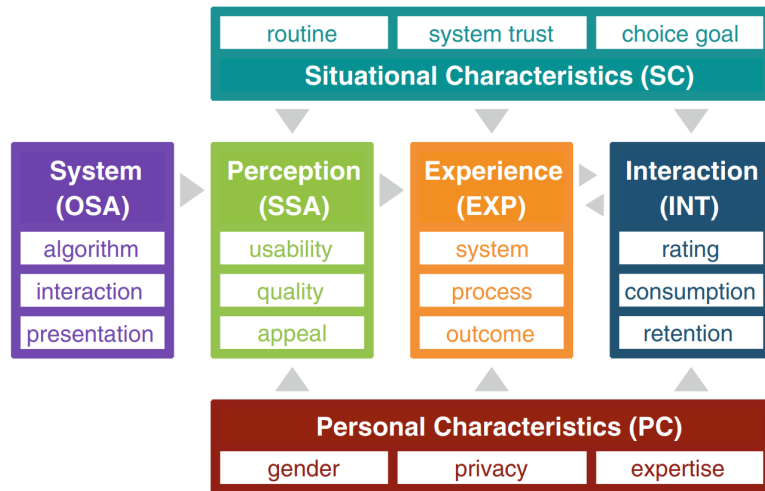 routine
system trust
choice goal
Situational Characteristics (SC)
System
(OSA)
algorithm
interaction
presentation
Perception
(SSA)
usability
quality
appeal
Experience
(EXP)
system
process
outcome
Interaction
(INT)
rating
consumption
retention
Personal Characteristics (PC)
gender
privacy
expertise